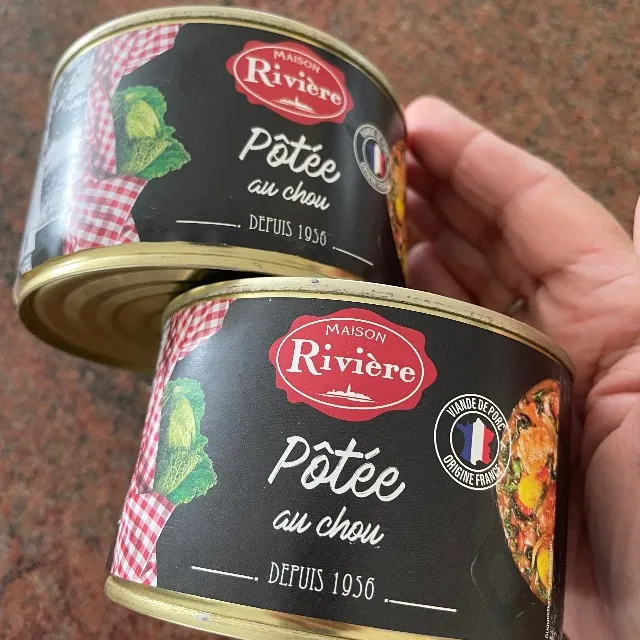 MAISON
Rivière
Pôtée
au chou
DEPUIS 1956
MAISON
Rivière
Pôtée
au chou
DEPUIS 1956
VIANDE DE PORC
ORIGINE FRANCE